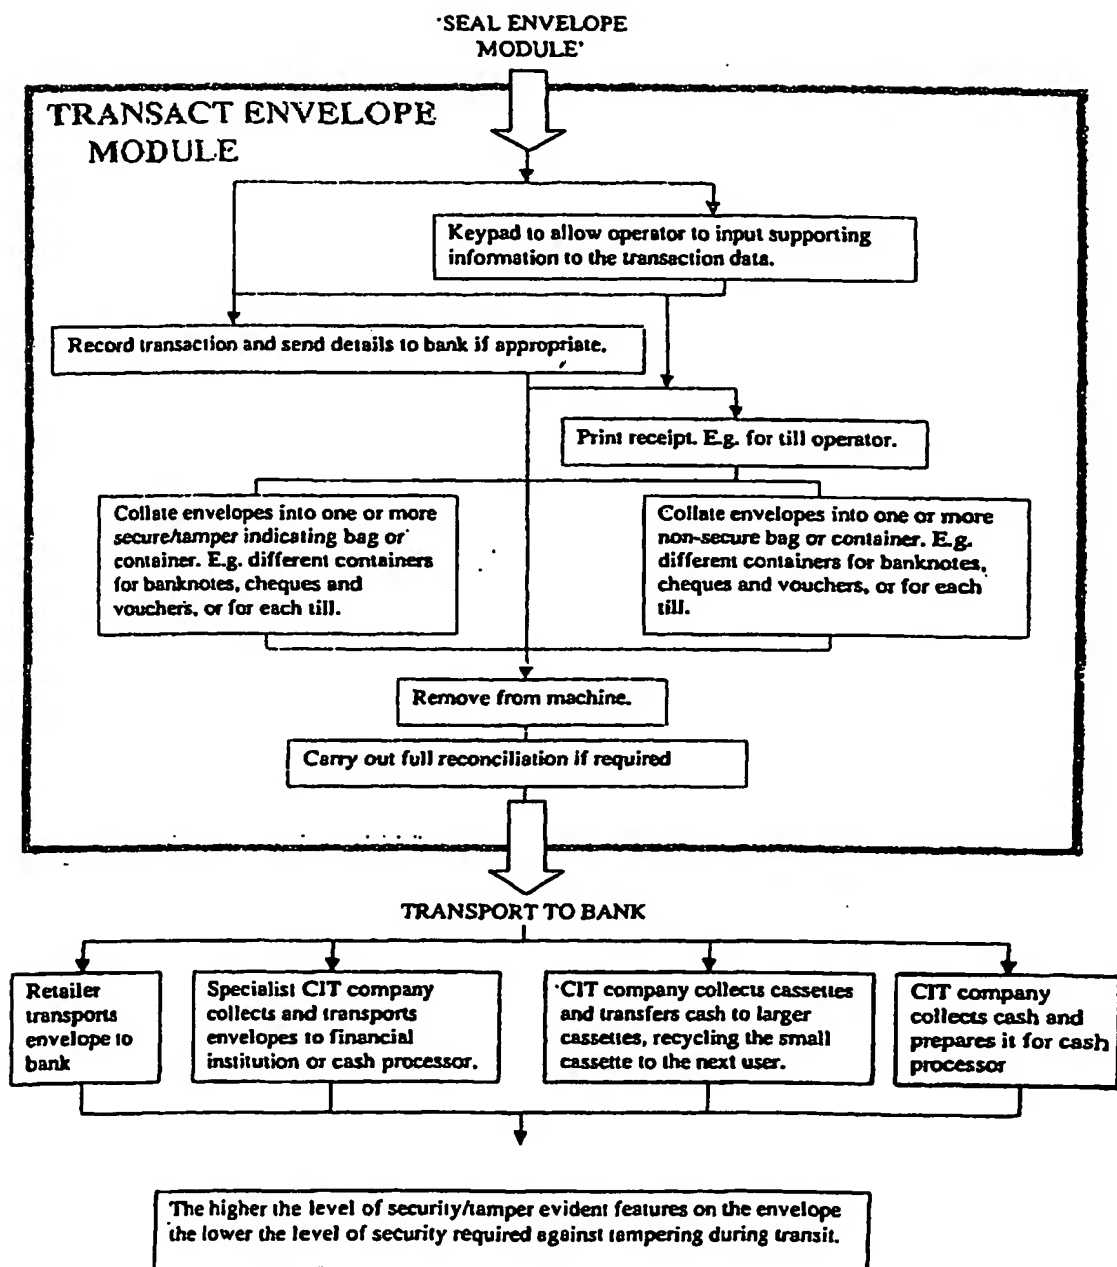 'SEAL ENVELOPE
MODULE'
TRANSACT ENVELOPE
MODULE
Keypad to allow operator to input supporting
information to the transaction data.
Record transaction and send details to bank if appropriate.
Print receipt. E.g. for till operator.
Collate envelopes into one or more
secure/tamper indicating bag or
container. E.g. different containers
for banknotes, cheques and
vouchers, or for each till.
Collate envelopes into one or more
non-secure bag or container. E.g.
different containers for banknotes,
cheques and vouchers, or for each
till.
Remove from machine.
Carry out full reconciliation if required
TRANSPORT TO BANK
Retailer
transports
envelope to
bank
Specialist CIT company
collects and transports
envelopes to financial
institution or cash processor.
CIT company collects cassettes
and transfers cash to larger
cassettes, recycling the small
cassette to the next user.
CIT company
collects cash and
prepares it for cash
processor
The higher the level of security/tamper evident features on the envelope
the lower the level of security required against tampering during transit.